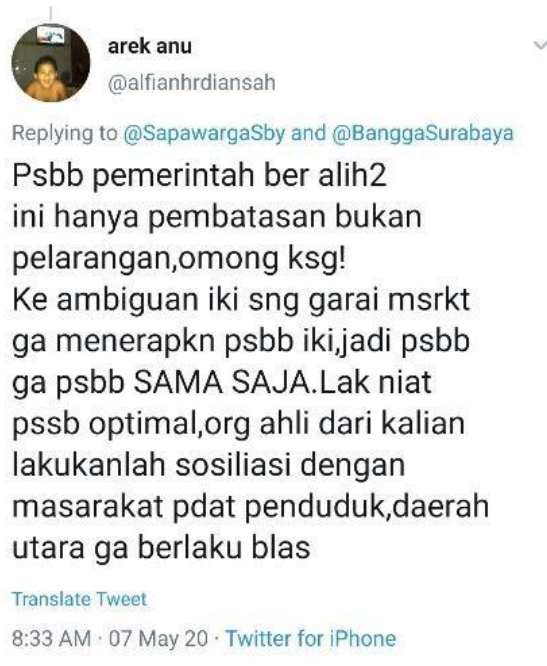 arek anu
@alfianhrdiansah
Replying to @SapawargaSby and @BanggaSurabaya
Psbb pemerintah ber alih2
ini hanya pembatasan bukan
pelarangan,omong ksg!
Ke ambiguan iki sng garai msrkt
ga menerapkn psbb iki,jadi psbb
ga psbb SAMA SAJA.Lak niat
pssb optimal,org ahli dari kalian
lakukanlah sosiliasi dengan
masarakat pdat penduduk,daerah
utara ga berlaku blas
Translate Tweet
8:33 AM · 07 May 20 · Twitter for iPhone